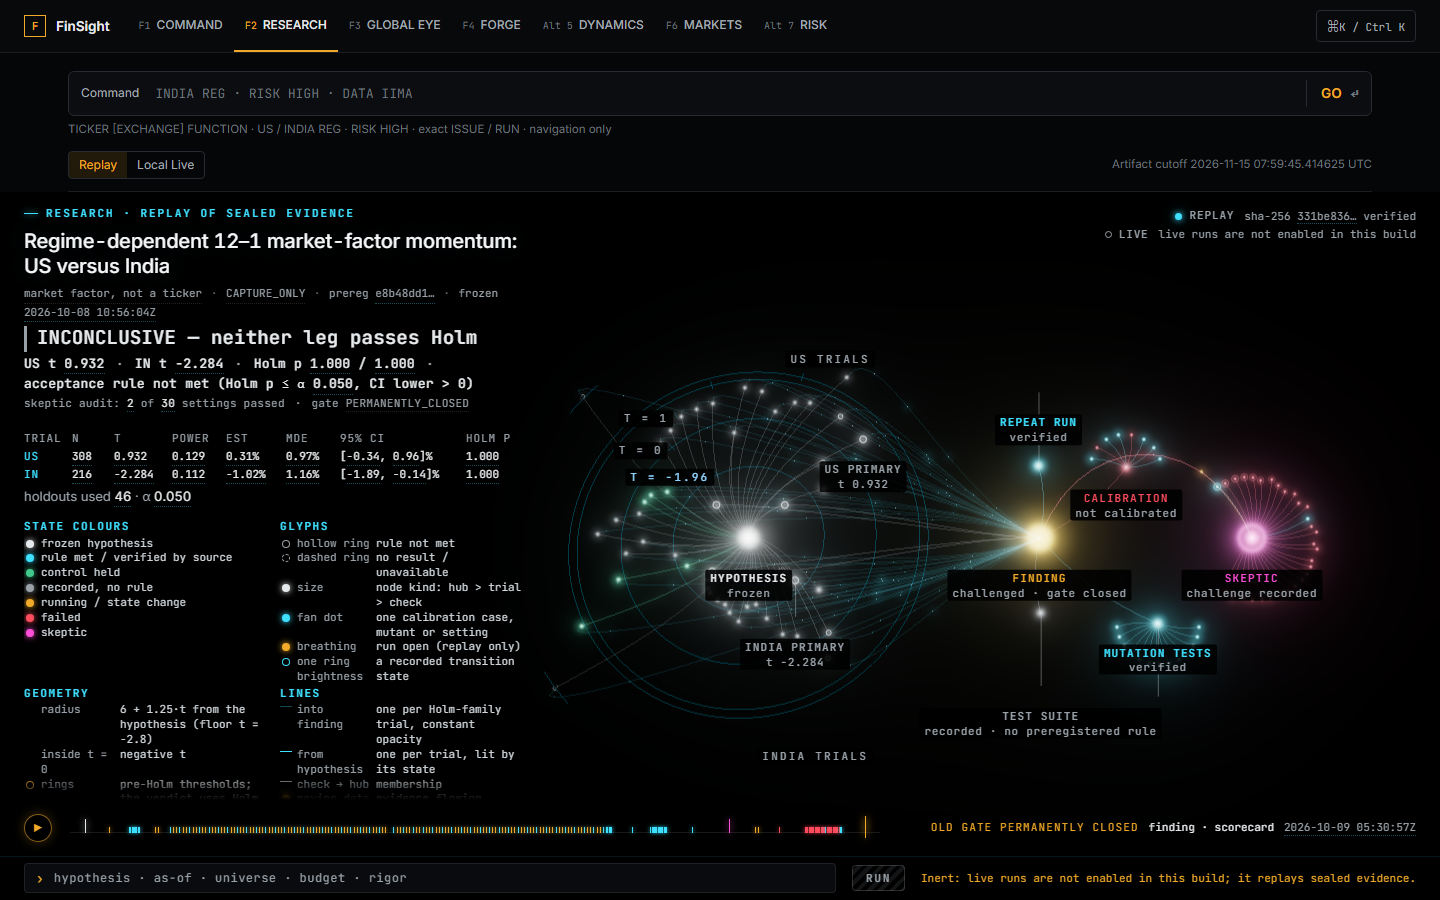 F FinSight F1 COMMAND F2 RESEARCH F3 GLOBAL EYE F4 FORGE Alt 5 DYNAMICS F6 MARKETS Alt 7 RISK ⌘K / Ctrl K
Command INDIA REG · RISK HIGH · DATA IIMA GO ↵
TICKER [EXCHANGE] FUNCTION · US / INDIA REG · RISK HIGH · exact ISSUE / RUN · navigation only
Replay Local Live Artifact cutoff 2026-11-15 07:59:45.414625 UTC
RESEARCH · REPLAY OF SEALED EVIDENCE
REPLAY sha-256 331be836… verified
LIVE live runs are not enabled in this build
Regime-dependent 12–1 market-factor momentum:
US versus India
market factor, not a ticker · CAPTURE_ONLY · prereg e8b48dd1… · frozen
2026-10-08 10:56:04Z
INCONCLUSIVE — neither leg passes Holm
US t 0.932 · IN t -2.284 · Holm p 1.000 / 1.000 ·
acceptance rule not met (Holm p ≤ α 0.050, CI lower > 0)
skeptic audit: 2 of 30 settings passed · gate PERMANENTLY_CLOSED
TRIAL N T POWER EST MDE 95% CI HOLM P
US 308 0.932 0.129 0.31% 0.97% [-0.34, 0.96]% 1.000
IN 216 -2.284 0.112 -1.02% 1.16% [-1.89, -0.14]% 1.000
holdouts used 46 · α 0.050
STATE COLOURS
frozen hypothesis
rule met / verified by source
control held
recorded, no rule
running / state change
failed
skeptic
GLYPHS
hollow ring rule not met
dashed ring no result /
unavailable
size node kind: hub > trial
> check
fan dot one calibration case,
mutant or setting
breathing run open (replay only)
one ring a recorded transition
brightness state
GEOMETRY
radius 6 + 1.25·t from the
hypothesis (floor t =
-2.8)
inside t = negative t
0
rings pre-Holm thresholds;
the verdict uses Holm
LINES
into one per Holm-family
finding trial, constant
opacity
from one per trial, lit by
hypothesis its state
check → hub membership
US TRIALS
T = 1
T = 0
T = -1.96
US PRIMARY
t 0.932
HYPOTHESIS
frozen
INDIA PRIMARY
t -2.284
INDIA TRIALS
REPEAT RUN
verified
CALIBRATION
not calibrated
FINDING
challenged · gate closed
SKEPTIC
challenge recorded
MUTATION TESTS
verified
TEST SUITE
recorded · no preregistered rule
OLD GATE PERMANENTLY CLOSED finding · scorecard 2026-10-09 05:30:57Z
› hypothesis · as-of · universe · budget · rigor RUN Inert: live runs are not enabled in this build; it replays sealed evidence.